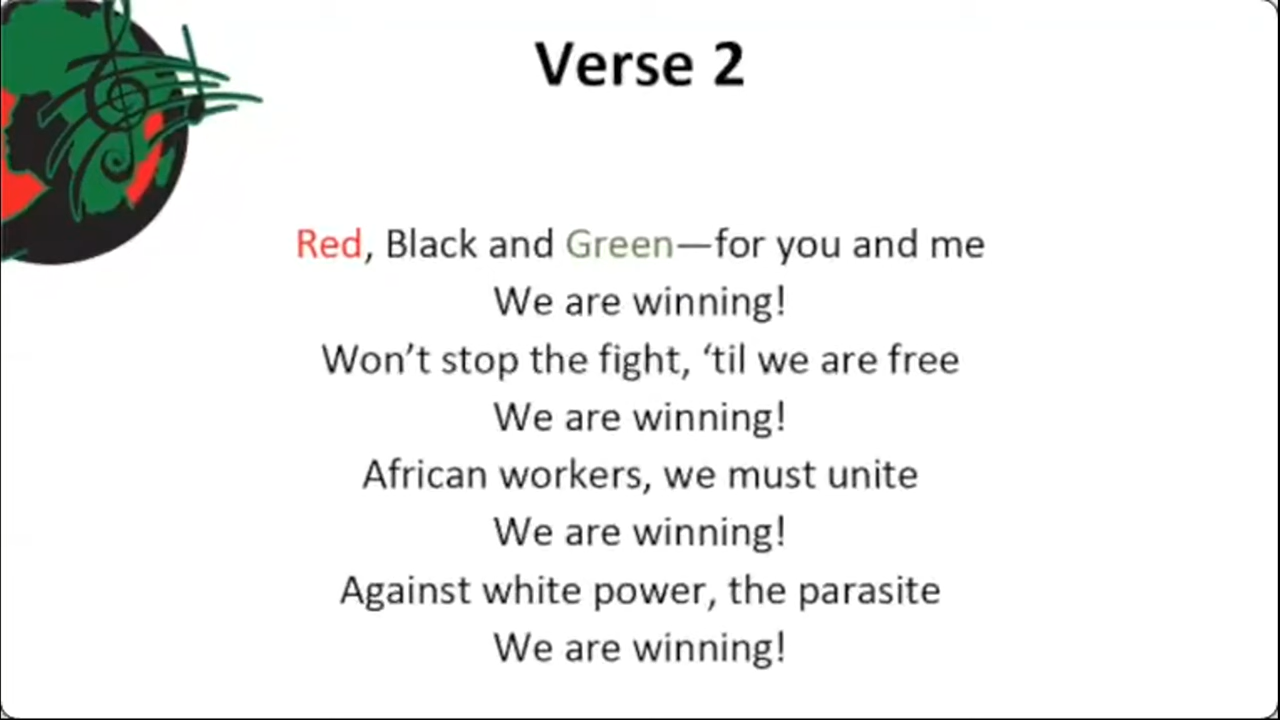 Verse 2
Red, Black and Green—for you and me
We are winning!
Won’t stop the fight, ‘til we are free
We are winning!
African workers, we must unite
We are winning!
Against white power, the parasite
We are winning!